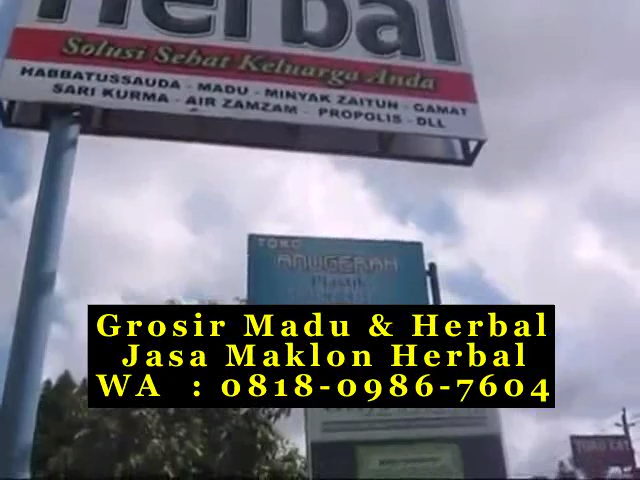 Herbal
Solusi Sehat Keluarga Anda
HABBATUSSAUDA - MADU - MINYAK ZAITUN - GAMAT
SARI KURMA - AIR ZAMZAM - PROPOLIS - DLL
TOKO
ANUGERAH
Plastik
Grosir Madu & Herbal
Jasa Maklon Herbal
WA : 0818-0986-7604